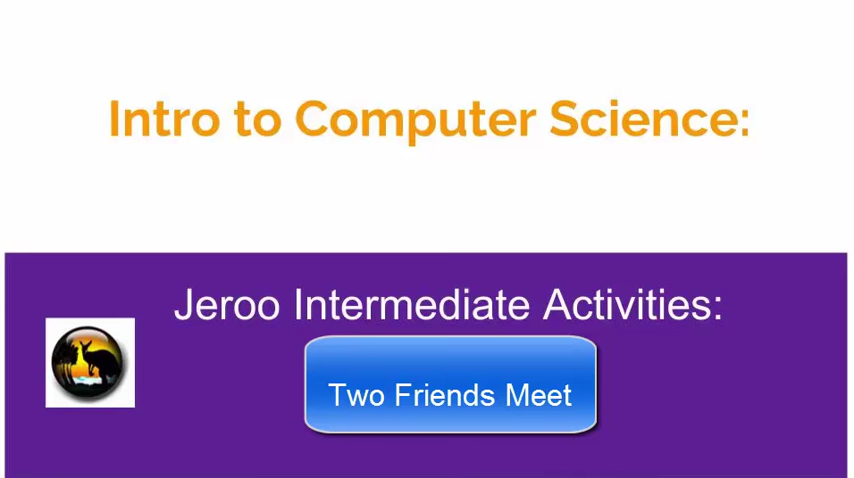 Intro to Computer Science:
Jeroo Intermediate Activities:
Two Friends Meet